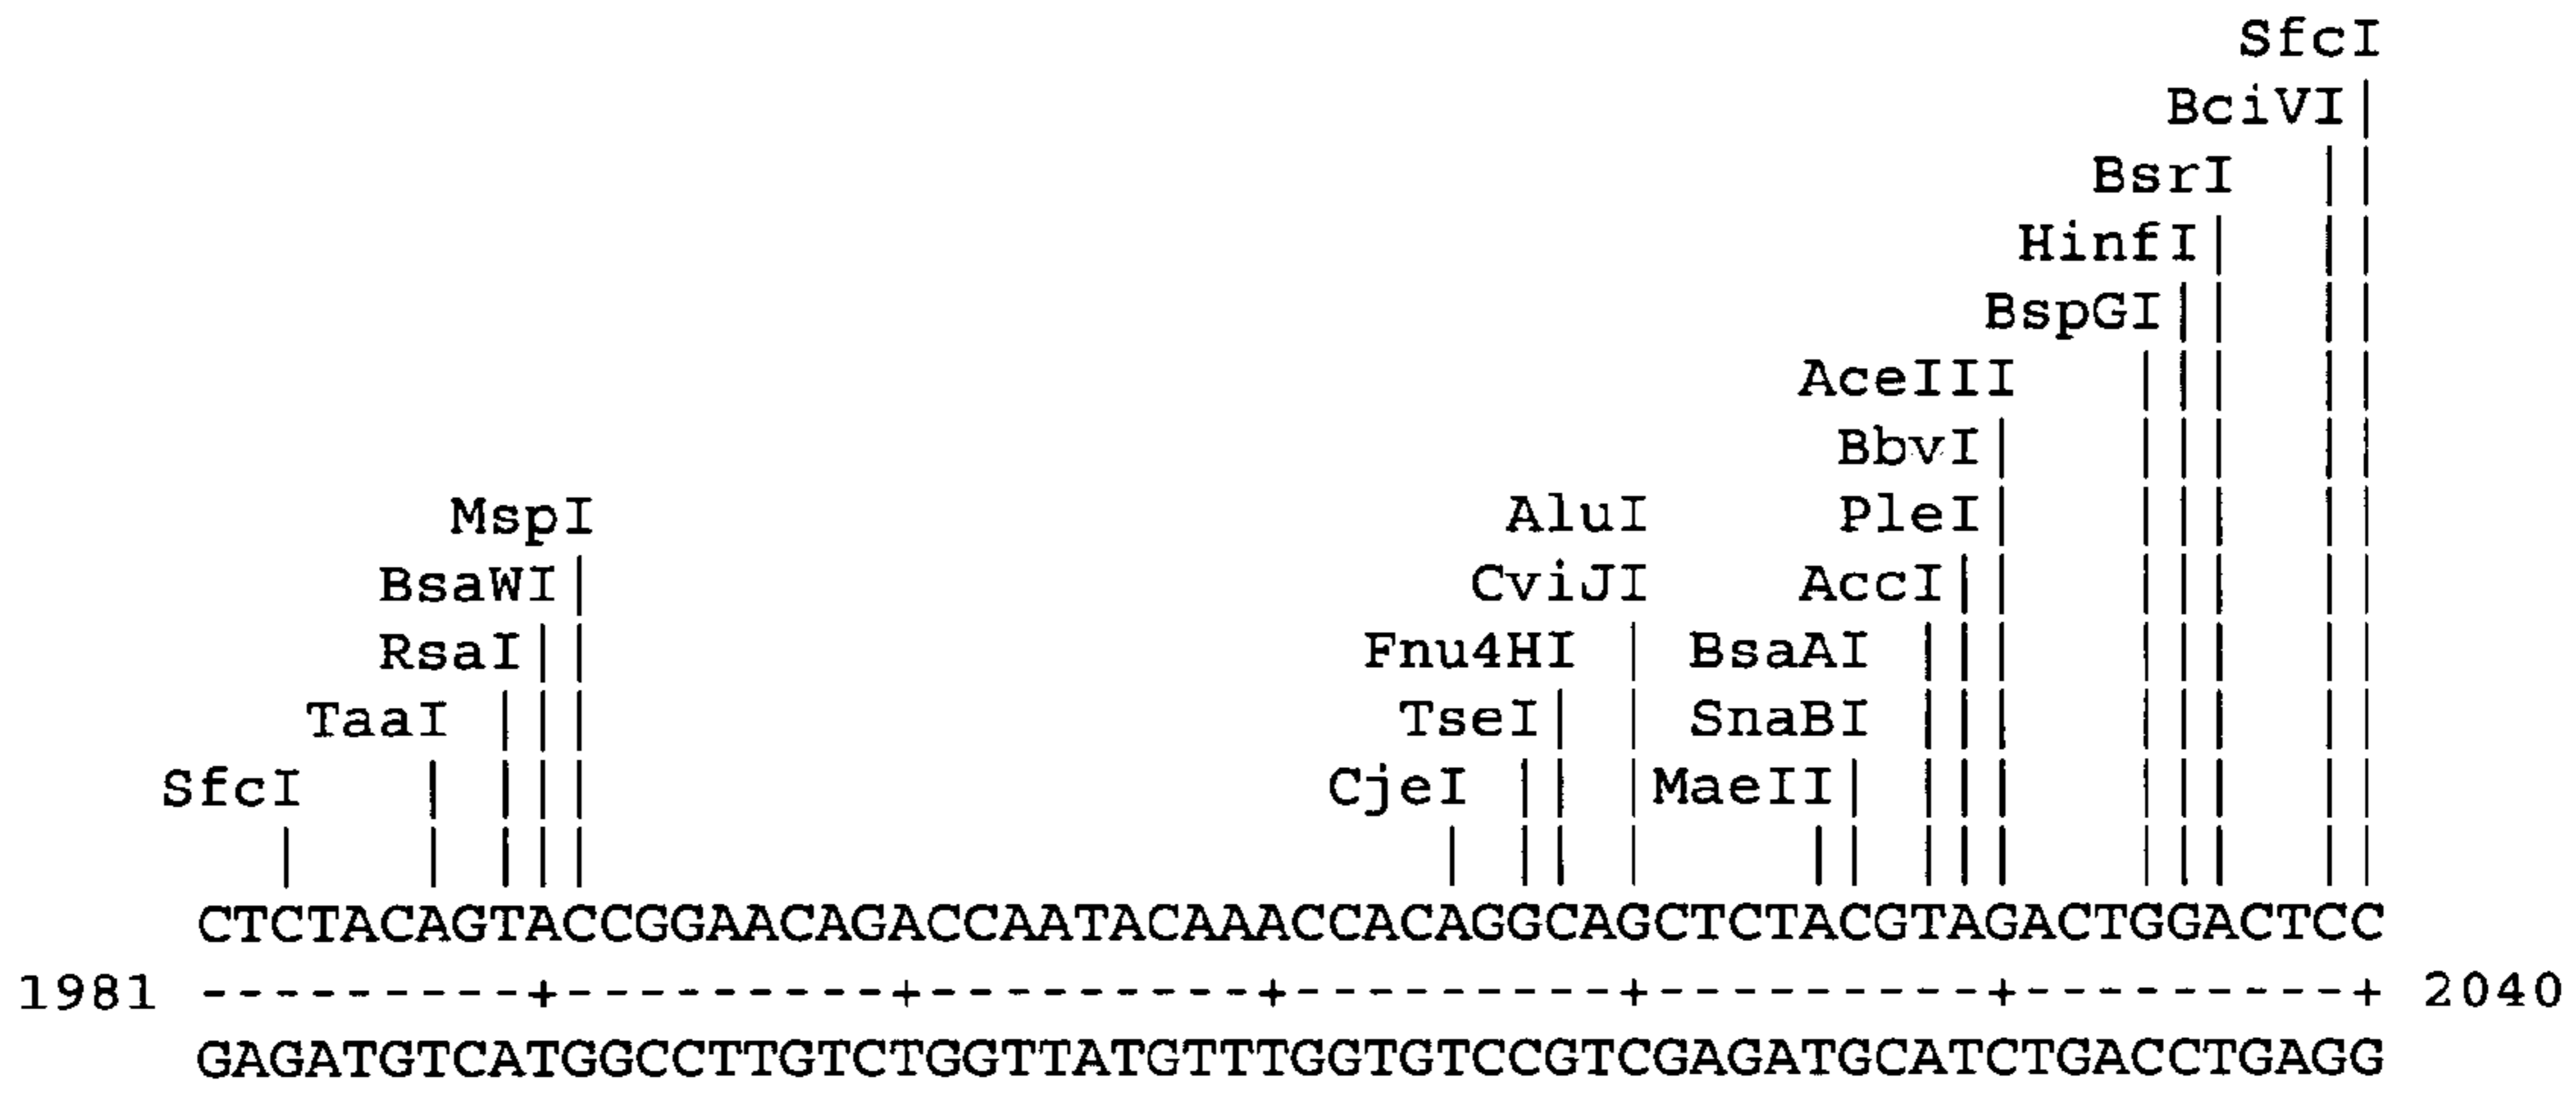 SfcI
BciVI
BsrI
HinfI
BspGI
AceIII
BbvI
MspI AluI PleI
BsaWI CviJI AccI
RsaI Fnu4HI BsaAI
TaaI TseI SnaBI
SfcI CjeI MaeII
CTCTACAGTACCGGAACAGACCAATACAAACCACAGGCAGCTCTACGTAGACTGGACTCC
1981 ---------+---------+---------+---------+---------+---------+ 2040
GAGATGTCATGGCCTTGTCTGGTTATGTTTGGTGTCCGTCGAGATGCATCTGACCTGAGG